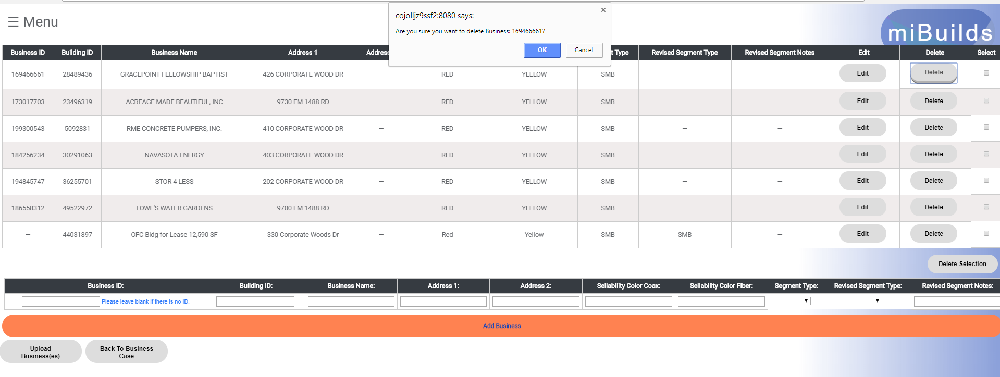 cojolljz9ssf2:8080 says:
Are you sure you want to delete Business: 169466661?
OK Cancel
☰ Menu
miBuilds
Business ID Building ID Business Name Address 1 Address Type Revised Segment Type Revised Segment Notes Edit Delete Select
169466661 28489436 GRACEPOINT FELLOWSHIP BAPTIST 426 CORPORATE WOOD DR — RED YELLOW SMB — — Edit Delete
173017703 23496319 ACREAGE MADE BEAUTIFUL, INC 9730 FM 1488 RD — RED YELLOW SMB — — Edit Delete
199300543 5092831 RME CONCRETE PUMPERS, INC. 410 CORPORATE WOOD DR — RED YELLOW SMB — — Edit Delete
184256234 30291063 NAVASOTA ENERGY 403 CORPORATE WOOD DR — RED YELLOW SMB — — Edit Delete
194845747 36255701 STOR 4 LESS 202 CORPORATE WOOD DR — RED YELLOW SMB — — Edit Delete
186558312 49522972 LOWE'S WATER GARDENS 9700 FM 1488 RD — RED YELLOW SMB — — Edit Delete
— 44031897 OFC Bldg for Lease 12,590 SF 330 Corporate Woods Dr — Red Yellow SMB SMB — Edit Delete
Delete Selection
Business ID: Building ID: Business Name: Address 1: Address 2: Sellability Color Coax: Sellability Color Fiber: Segment Type: Revised Segment Type: Revised Segment Notes:
Please leave blank if there is no ID. --------- ---------
Add Business
Upload
Business(es)
Back To Business
Case